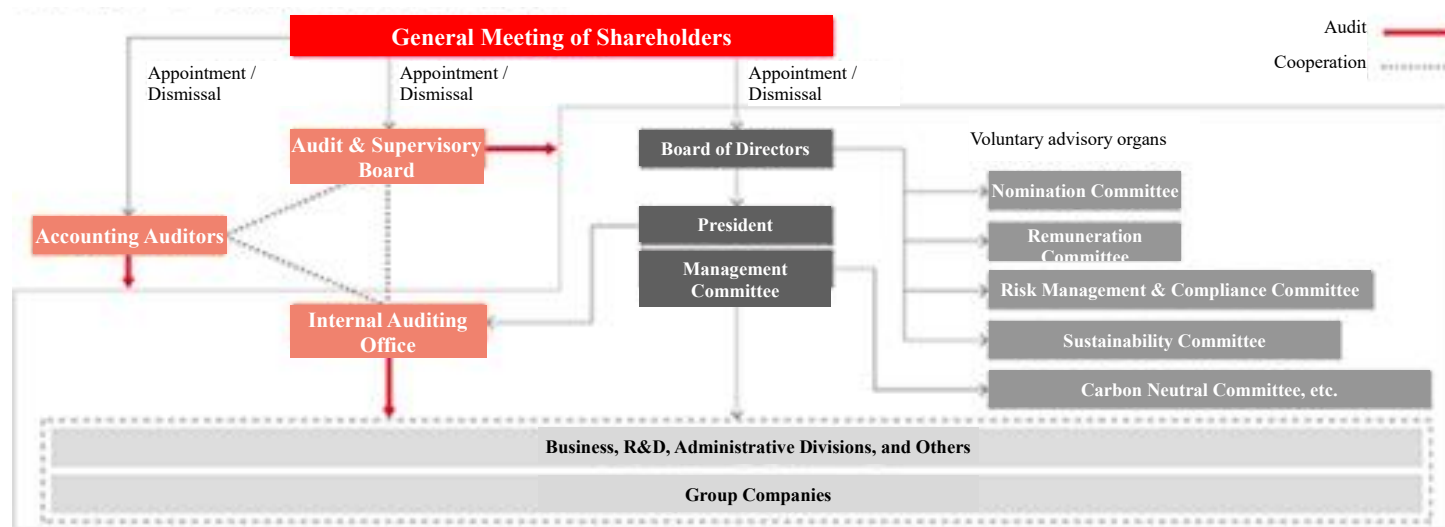 General Meeting of Shareholders
Audit
Cooperation
Appointment /
Dismissal
Appointment /
Dismissal
Appointment /
Dismissal
Audit & Supervisory
Board
Board of Directors
Voluntary advisory organs
Nomination Committee
Accounting Auditors
President
Remuneration
Committee
Management
Committee
Risk Management & Compliance Committee
Internal Auditing
Office
Sustainability Committee
Carbon Neutral Committee, etc.
Business, R&D, Administrative Divisions, and Others
Group Companies